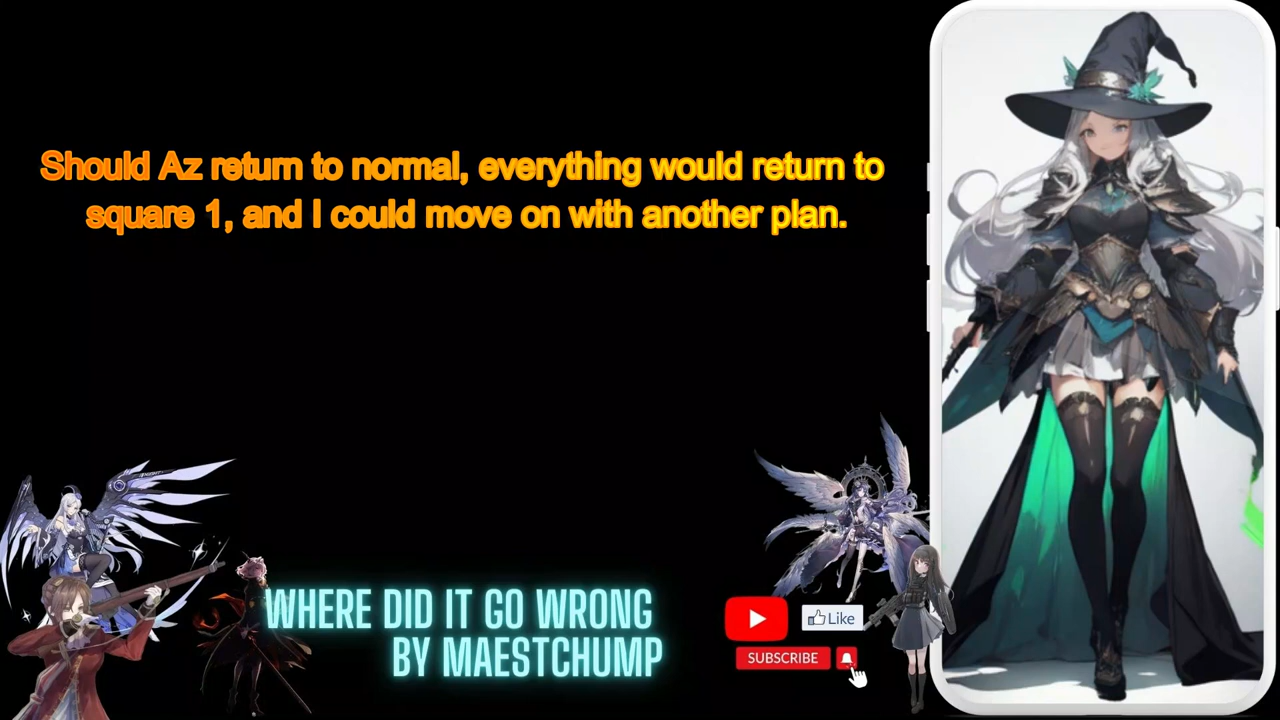 Should Az return to normal, everything would return to
square 1, and I could move on with another plan.
WHERE DID IT GO WRONG
BY MAESTCHUMP
Like
SUBSCRIBE